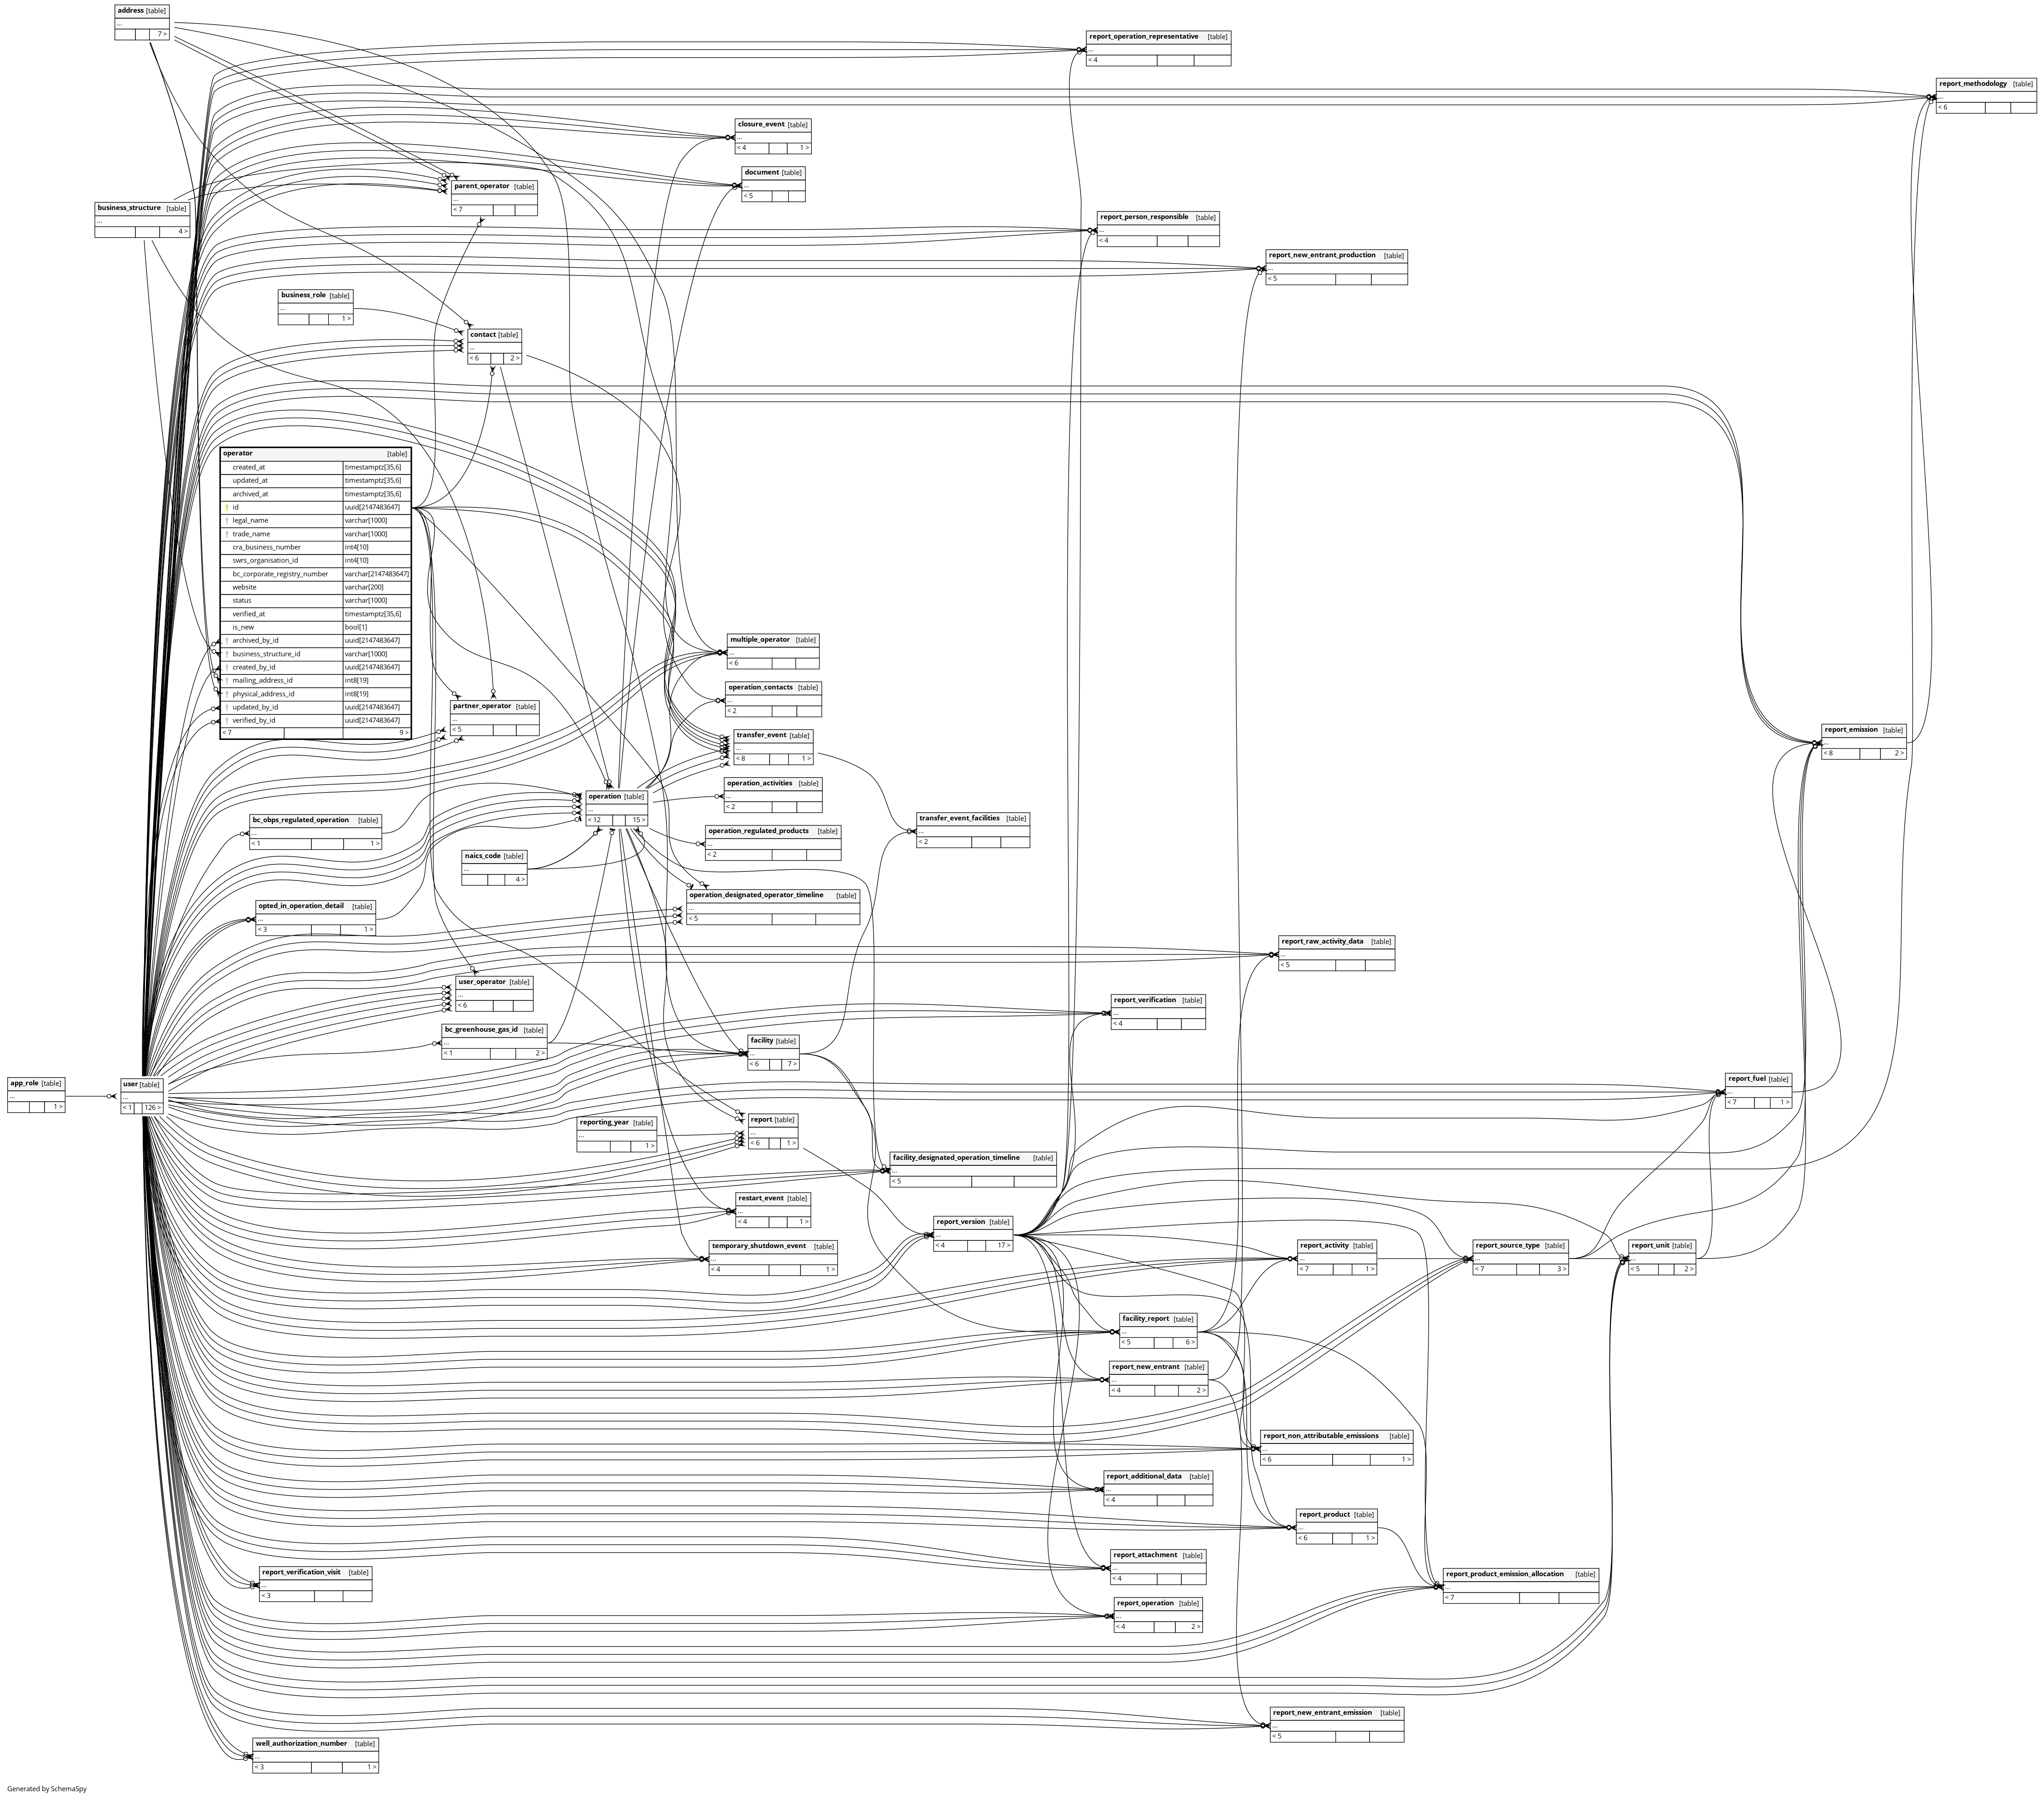 address [table]
...
7 >
report_operation_representative [table]
...
< 4
report_methodology [table]
...
< 6
closure_event [table]
...
< 4 1 >
document [table]
...
< 5
parent_operator [table]
...
< 7
business_structure [table]
...
4 >
report_person_responsible [table]
...
< 4
report_new_entrant_production [table]
...
< 5
business_role [table]
...
1 >
contact [table]
...
< 6 2 >
operator [table]
created_at timestamptz[35,6]
updated_at timestamptz[35,6]
archived_at timestamptz[35,6]
id uuid[2147483647]
legal_name varchar[1000]
trade_name varchar[1000]
cra_business_number int4[10]
swrs_organisation_id int4[10]
bc_corporate_registry_number varchar[2147483647]
website varchar[200]
status varchar[1000]
verified_at timestamptz[35,6]
is_new bool[1]
archived_by_id uuid[2147483647]
business_structure_id varchar[1000]
created_by_id uuid[2147483647]
mailing_address_id int8[19]
physical_address_id int8[19]
updated_by_id uuid[2147483647]
verified_by_id uuid[2147483647]
< 7 9 >
multiple_operator [table]
...
< 6
operation_contacts [table]
...
< 2
partner_operator [table]
...
< 5
transfer_event [table]
...
< 8 1 >
report_emission [table]
...
< 8 2 >
operation_activities [table]
...
< 2
operation [table]
...
< 12 15 >
bc_obps_regulated_operation [table]
...
< 1 1 >
operation_regulated_products [table]
...
< 2
transfer_event_facilities [table]
...
< 2
naics_code [table]
...
4 >
operation_designated_operator_timeline [table]
...
< 5
opted_in_operation_detail [table]
...
< 3 1 >
report_raw_activity_data [table]
...
< 5
user_operator [table]
...
< 6
report_verification [table]
...
< 4
bc_greenhouse_gas_id [table]
...
< 1 2 >
facility [table]
...
< 6 7 >
app_role [table]
...
1 >
user [table]
...
< 1 126 >
report_fuel [table]
...
< 7 1 >
reporting_year [table]
...
1 >
report [table]
...
< 6 1 >
facility_designated_operation_timeline [table]
...
< 5
restart_event [table]
...
< 4 1 >
report_version [table]
...
< 4 17 >
temporary_shutdown_event [table]
...
< 4 1 >
report_activity [table]
...
< 7 1 >
report_source_type [table]
...
< 7 3 >
report_unit [table]
...
< 5 2 >
facility_report [table]
...
< 5 6 >
report_new_entrant [table]
...
< 4 2 >
report_non_attributable_emissions [table]
...
< 6 1 >
report_additional_data [table]
...
< 4
report_product [table]
...
< 6 1 >
report_attachment [table]
...
< 4
report_verification_visit [table]
...
< 3
report_product_emission_allocation [table]
...
< 7
report_operation [table]
...
< 4 2 >
report_new_entrant_emission [table]
...
< 5
well_authorization_number [table]
...
< 3 1 >
Generated by SchemaSpy